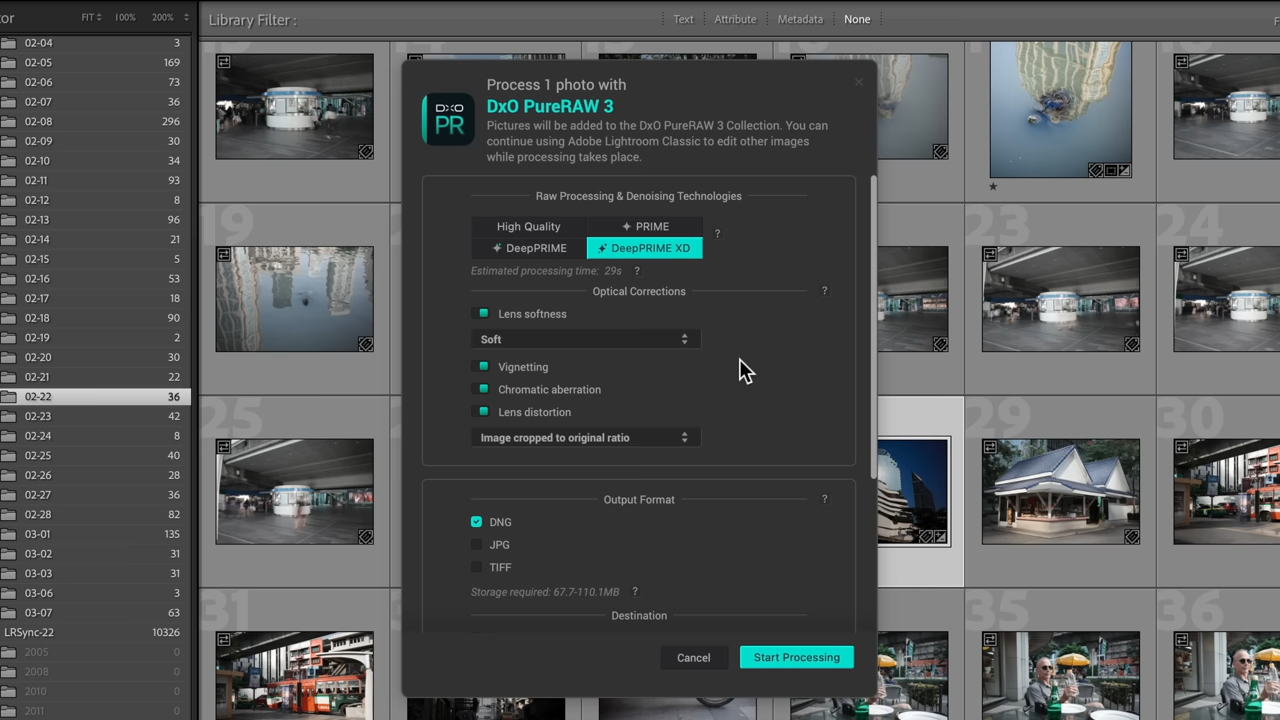 or
FIT
100%
200%
Library Filter :
Text
Attribute
Metadata
None
F
02-04 3
02-05 169
02-06 73
02-07 36
02-08 296
02-09 30
02-10 34
02-11 93
02-12 8
02-13 96
02-14 21
02-15 5
02-16 53
02-17 18
02-18 90
02-19 2
02-20 30
02-21 22
02-22 36
02-23 42
02-24 8
02-25 40
02-26 28
02-27 36
02-28 82
03-01 135
03-02 31
03-03 31
03-06 3
03-07 63
LRSync-22 10326
2005 0
2008 0
2010 0
2011 0
19
23
24
25
29
30
31
35
36
DXO
PR
Process 1 photo with
DxO PureRAW 3
Pictures will be added to the DxO PureRAW 3 Collection. You can
continue using Adobe Lightroom Classic to edit other images
while processing takes place.
Raw Processing & Denoising Technologies
High Quality
PRIME
DeepPRIME
DeepPRIME XD
?
Estimated processing time: 29s ?
Optical Corrections ?
Lens softness
Soft
Vignetting
Chromatic aberration
Lens distortion
Image cropped to original ratio
Output Format ?
DNG
JPG
TIFF
Storage required: 67.7-110.1MB ?
Destination
Cancel
Start Processing